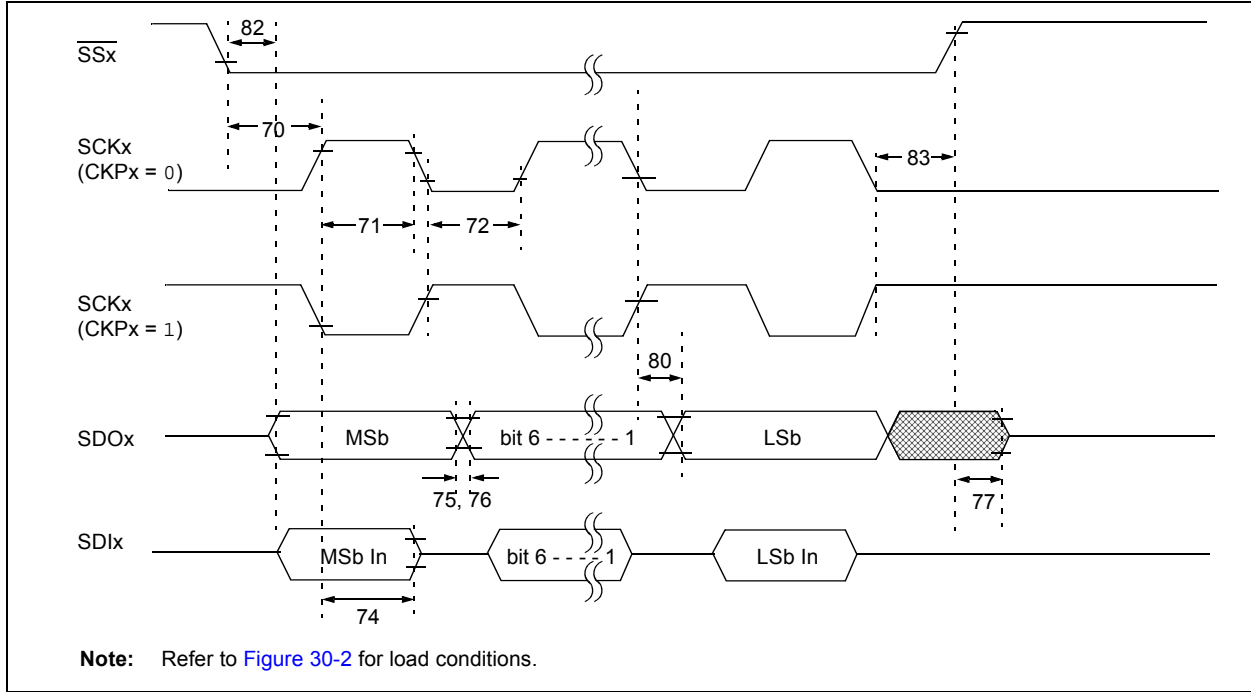 82
SSx
70
SCKx
(CKPx = 0)
83
71
72
SCKx
(CKPx = 1)
80
SDOx
MSb
bit 6 - - - - - 1
LSb
75, 76
77
SDIx
MSb In
bit 6 - - - - 1
LSb In
74
Note: Refer to Figure 30-2 for load conditions.